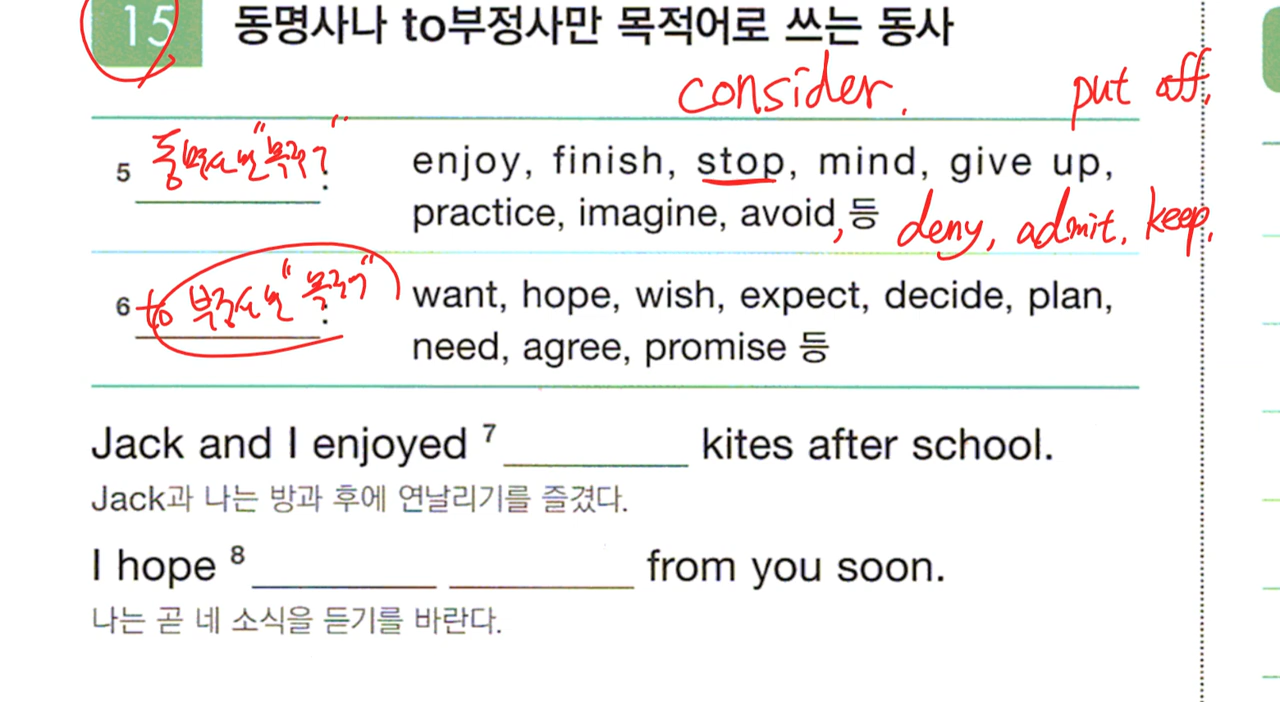 15 동명사나 to부정사만 목적어로 쓰는 동사
consider. put off,
5 동명사만 "목적어" : enjoy, finish, stop, mind, give up,
practice, imagine, avoid, 등 deny, admit. keep.
6 to 부정사만 "목적어" : want, hope, wish, expect, decide, plan,
need, agree, promise 등
Jack and I enjoyed 7 ________ kites after school.
Jack과 나는 방과 후에 연날리기를 즐겼다.
I hope 8 ________ ________ from you soon.
나는 곧 네 소식을 듣기를 바란다.